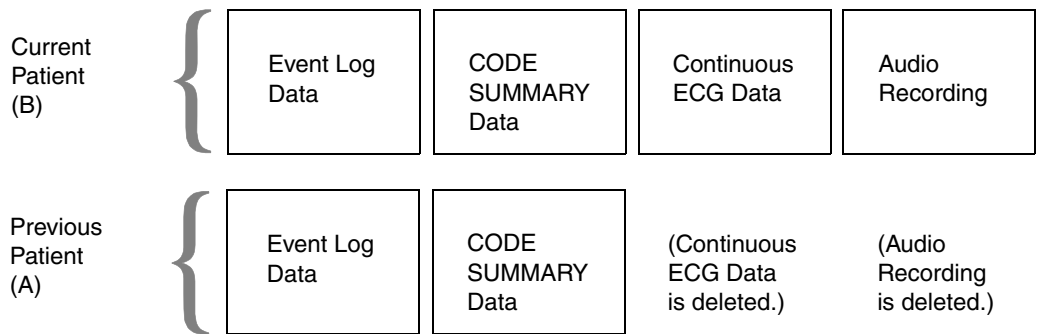 Current
Patient
(B)
Event Log
Data
CODE
SUMMARY
Data
Continuous
ECG Data
Audio
Recording
Previous
Patient
(A)
Event Log
Data
CODE
SUMMARY
Data
(Continuous
ECG Data
is deleted.)
(Audio
Recording
is deleted.)